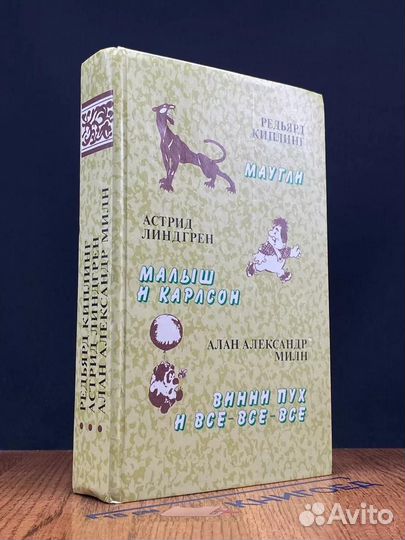 РЕДЬЯРД
КИПЛИНГ
МАУГЛИ
АСТРИД
ЛИНДГРЕН
МАЛЫШ
И КАРЛСОН
АЛАН АЛЕКСАНДР
МИЛН
ВИННИ ПУХ
И ВСЕ-ВСЕ-ВСЕ
РЕДЬЯРД КИПЛИНГ
АСТРИД ЛИНДГРЕН
АЛАН АЛЕКСАНДР МИЛН
Avito